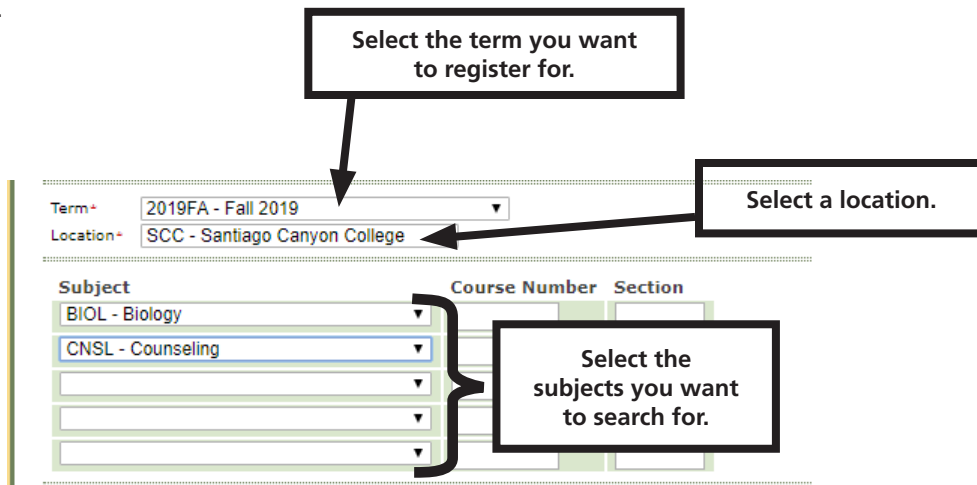 Select the term you want
to register for.
Term* 2019FA - Fall 2019
Select a location.
Location* SCC - Santiago Canyon College
Subject Course Number Section
BIOL - Biology
CNSL - Counseling
Select the
subjects you want
to search for.